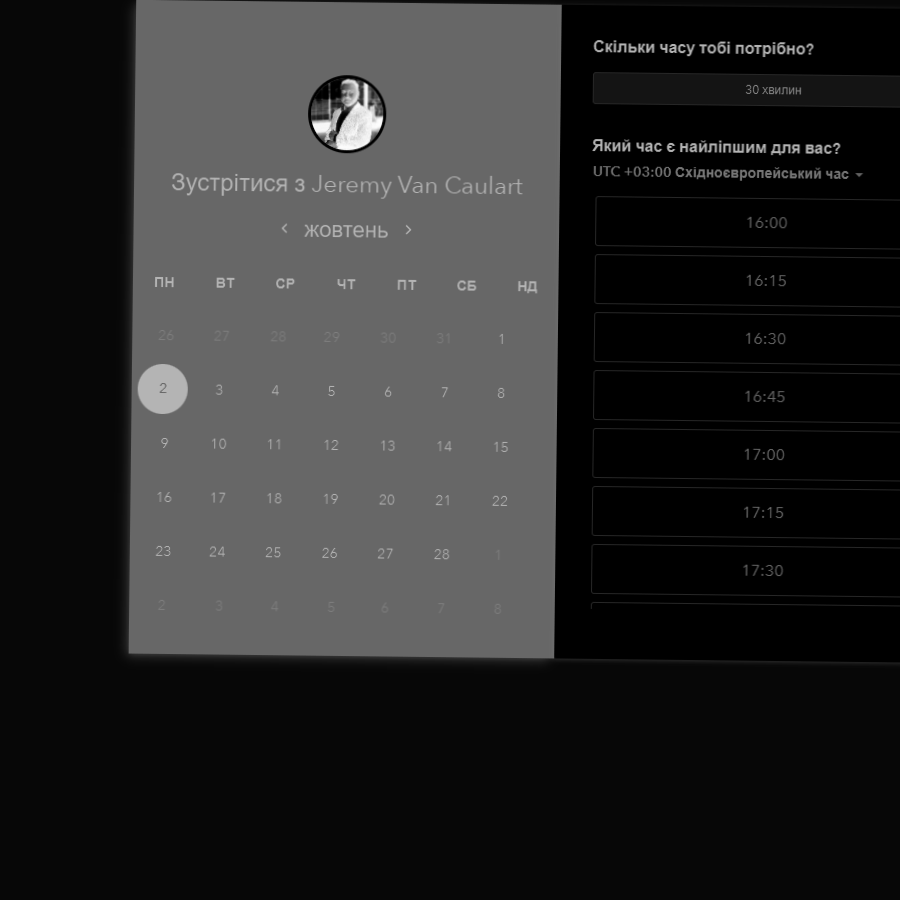 Зустрітися з Jeremy Van Caulart
‹ жовтень ›
ПН ВТ СР ЧТ ПТ СБ НД
26 27 28 29 30 31 1
2 3 4 5 6 7 8
9 10 11 12 13 14 15
16 17 18 19 20 21 22
23 24 25 26 27 28 1
2 3 4 5 6 7 8
Скільки часу тобі потрібно?
30 хвилин
Який час є найліпшим для вас?
UTC +03:00 Східноєвропейський час
16:00
16:15
16:30
16:45
17:00
17:15
17:30